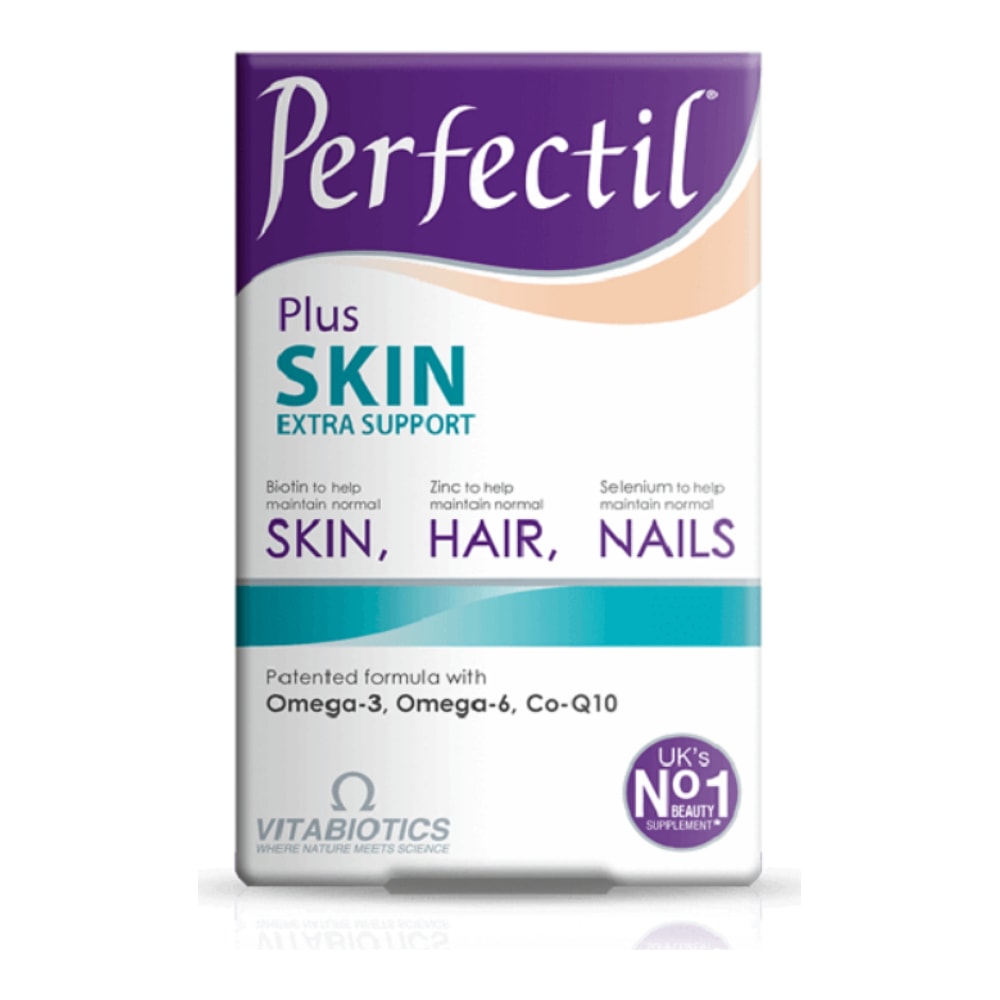 Perfectil®
Plus
SKIN
EXTRA SUPPORT
Biotin to help
maintain normal
SKIN,
Zinc to help
maintain normal
HAIR,
Selenium to help
maintain normal
NAILS
Patented formula with
Omega-3, Omega-6, Co-Q10
UK's
No1
BEAUTY
SUPPLEMENT*
Ω
VITABIOTICS
WHERE NATURE MEETS SCIENCE